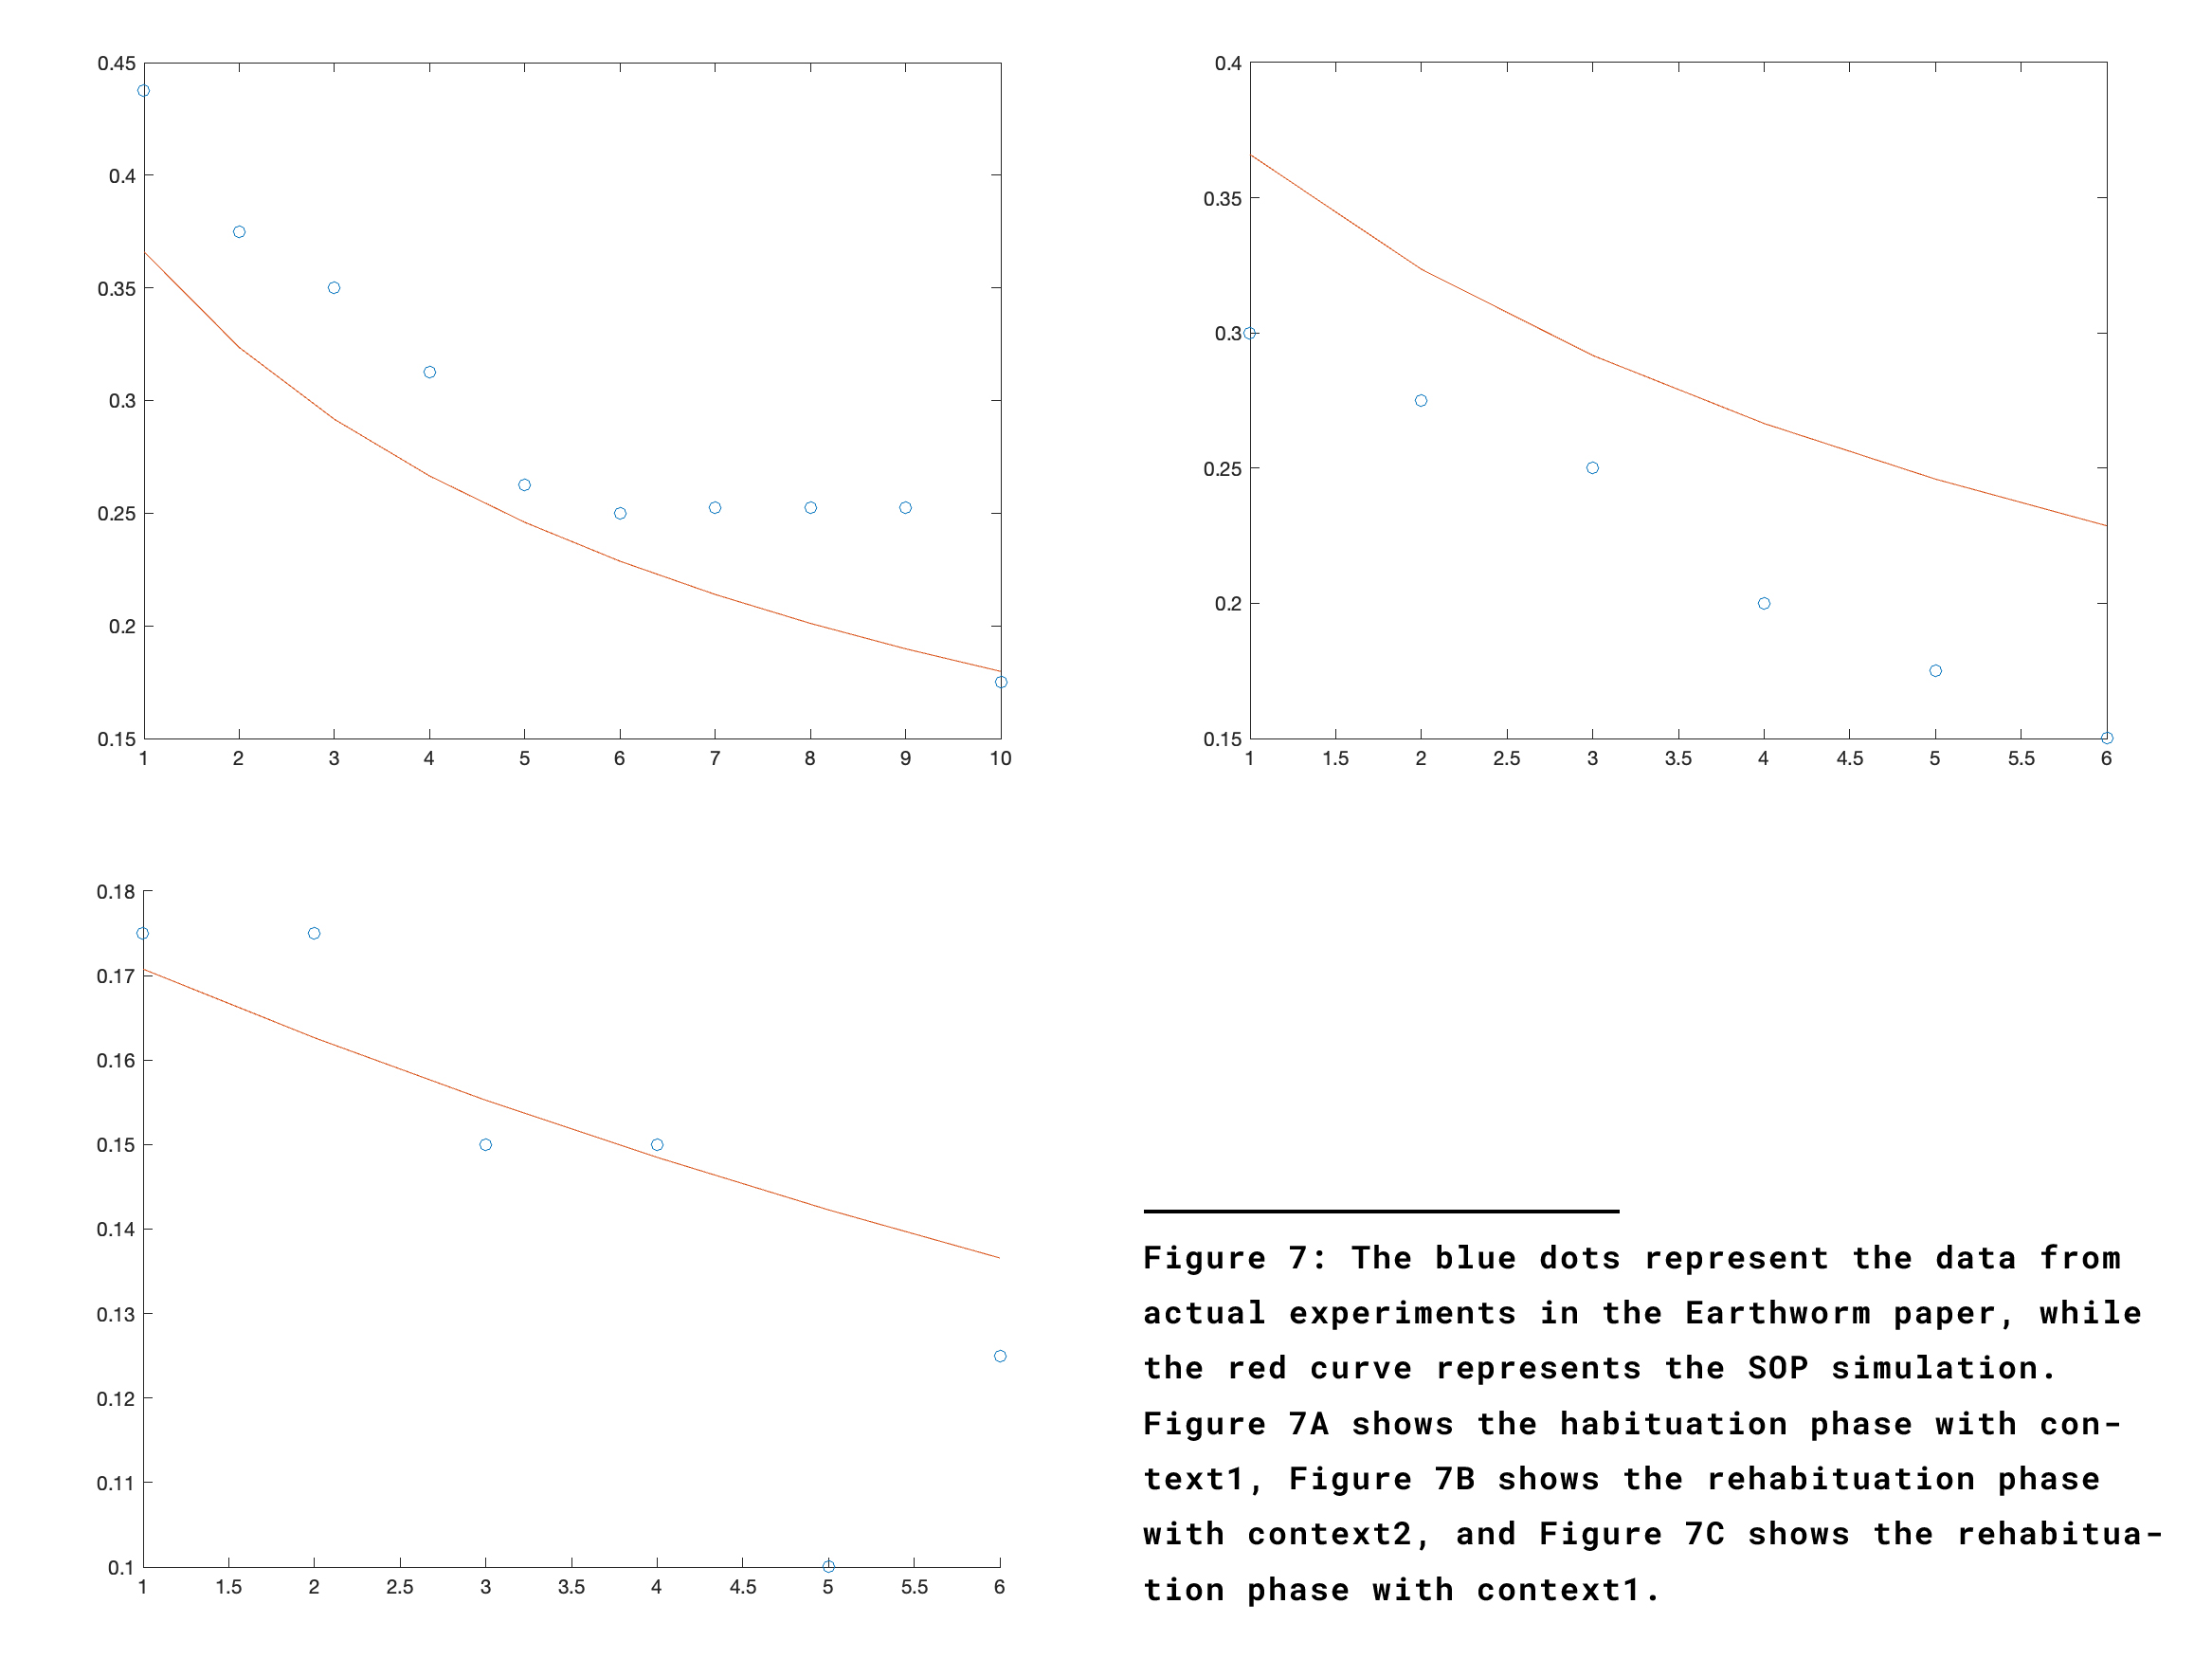 0.45
0.4
0.35
0.3
0.25
0.2
0.15
1 2 3 4 5 6 7 8 9 10
0.4
0.35
0.3
0.25
0.2
0.15
1 1.5 2 2.5 3 3.5 4 4.5 5 5.5 6
0.18
0.17
0.16
0.15
0.14
0.13
0.12
0.11
0.1
1 1.5 2 2.5 3 3.5 4 4.5 5 5.5 6
Figure 7: The blue dots represent the data from
actual experiments in the Earthworm paper, while
the red curve represents the SOP simulation.
Figure 7A shows the habituation phase with con-
text1, Figure 7B shows the rehabituation phase
with context2, and Figure 7C shows the rehabitua-
tion phase with context1.